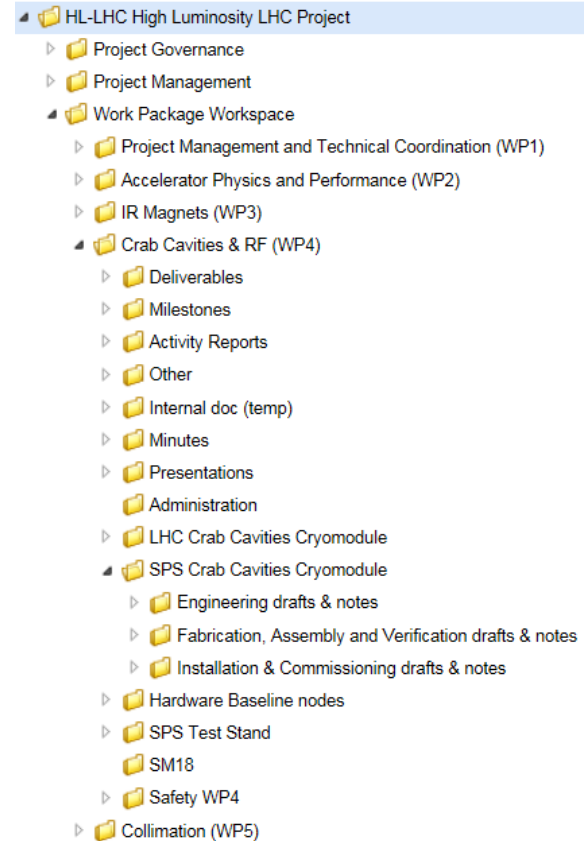 HL-LHC High Luminosity LHC Project
Project Governance
Project Management
Work Package Workspace
Project Management and Technical Coordination (WP1)
Accelerator Physics and Performance (WP2)
IR Magnets (WP3)
Crab Cavities & RF (WP4)
Deliverables
Milestones
Activity Reports
Other
Internal doc (temp)
Minutes
Presentations
Administration
LHC Crab Cavities Cryomodule
SPS Crab Cavities Cryomodule
Engineering drafts & notes
Fabrication, Assembly and Verification drafts & notes
Installation & Commissioning drafts & notes
Hardware Baseline nodes
SPS Test Stand
SM18
Safety WP4
Collimation (WP5)